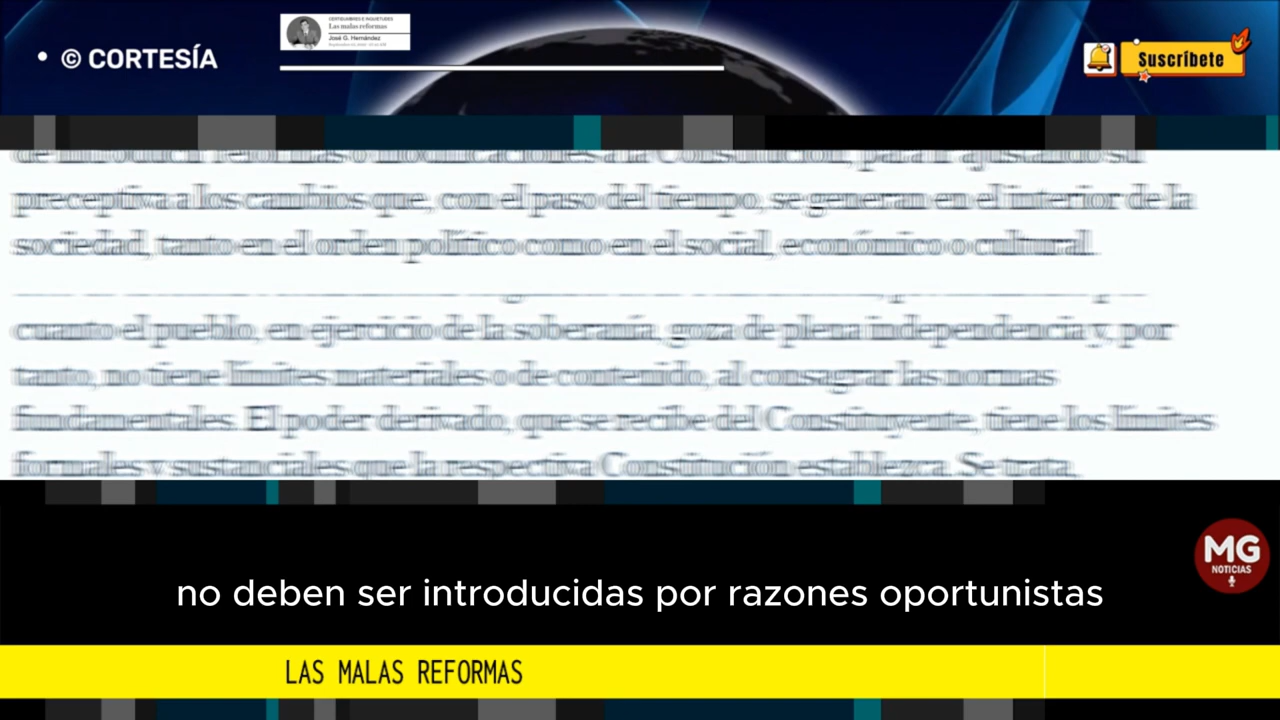 • © CORTESÍA
Las malas reformas
José G. Hernández
Suscríbete
preceptiva a los cambios que, con el paso del tiempo, se generan en el interior de la
sociedad, tanto en el orden político como en el social, económico o cultural.
cuanto el pueblo, en ejercicio de la soberanía, goza de plena independencia y, por
tanto, no tiene límites materiales o de contenido, al consagrar las normas
fundamentales. El poder derivado, que se recibe del Constituyente, tiene los límites
formales y sustanciales que la respectiva Constitución establezca. Se trata,
MG
NOTICIAS
no deben ser introducidas por razones oportunistas
LAS MALAS REFORMAS